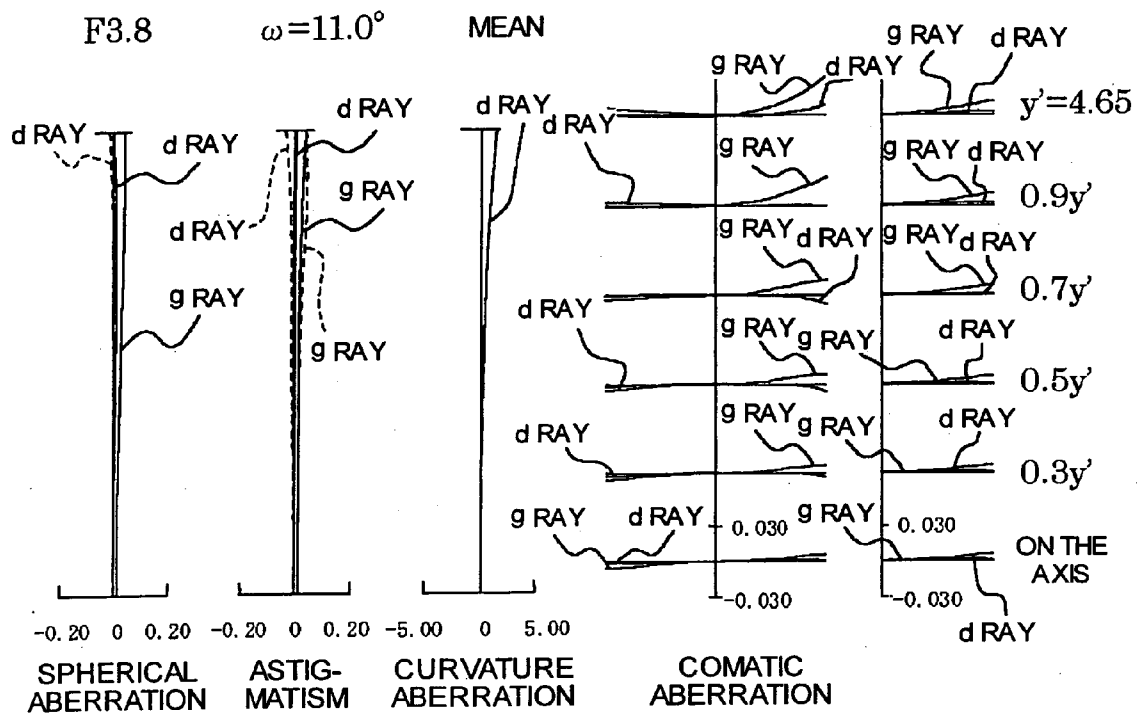 F3.8
ω=11.0°
MEAN
d RAY
d RAY
g RAY
-0.20 0 0.20
SPHERICAL
ABERRATION
d RAY
g RAY
d RAY
g RAY
-0.20 0 0.20
ASTIG-
MATISM
d RAY
-5.00 0 5.00
CURVATURE
ABERRATION
g RAY
d RAY
g RAY
d RAY
y'=4.65
d RAY
g RAY
g RAY
d RAY
0.9y'
g RAY
d RAY
g RAY
d RAY
0.7y'
d RAY
g RAY
g RAY
d RAY
0.5y'
d RAY
g RAY
g RAY
d RAY
0.3y'
g RAY
d RAY
0.030
-0.030
g RAY
0.030
-0.030
d RAY
ON THE
AXIS
COMATIC
ABERRATION